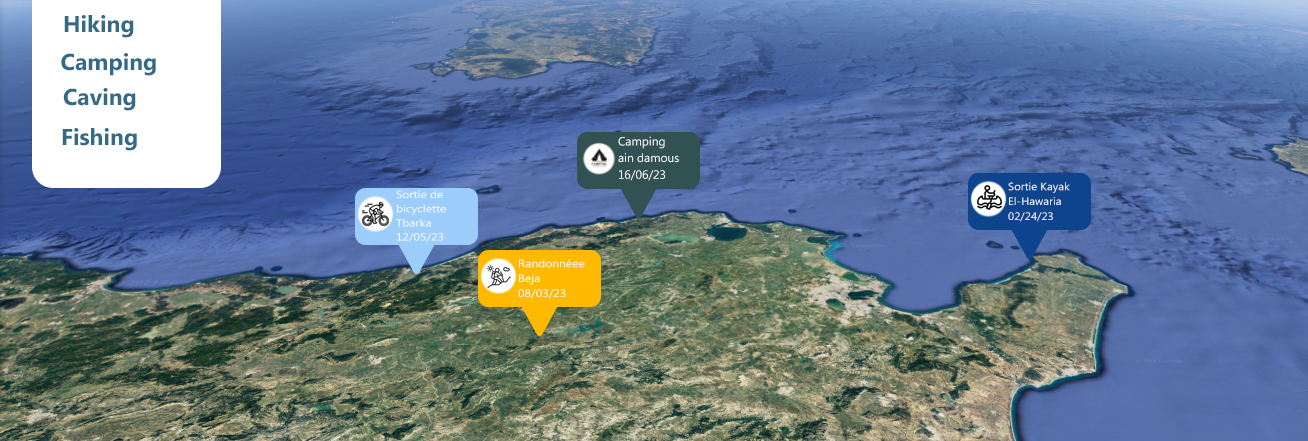 Hiking
Camping
Caving
Fishing
Camping
ain damous
16/06/23
Sortie Kayak
El-Hawaria
02/24/23
Sortie de
bicyclette
Tbarka
12/05/23
Randonnéee
Beja
08/03/23